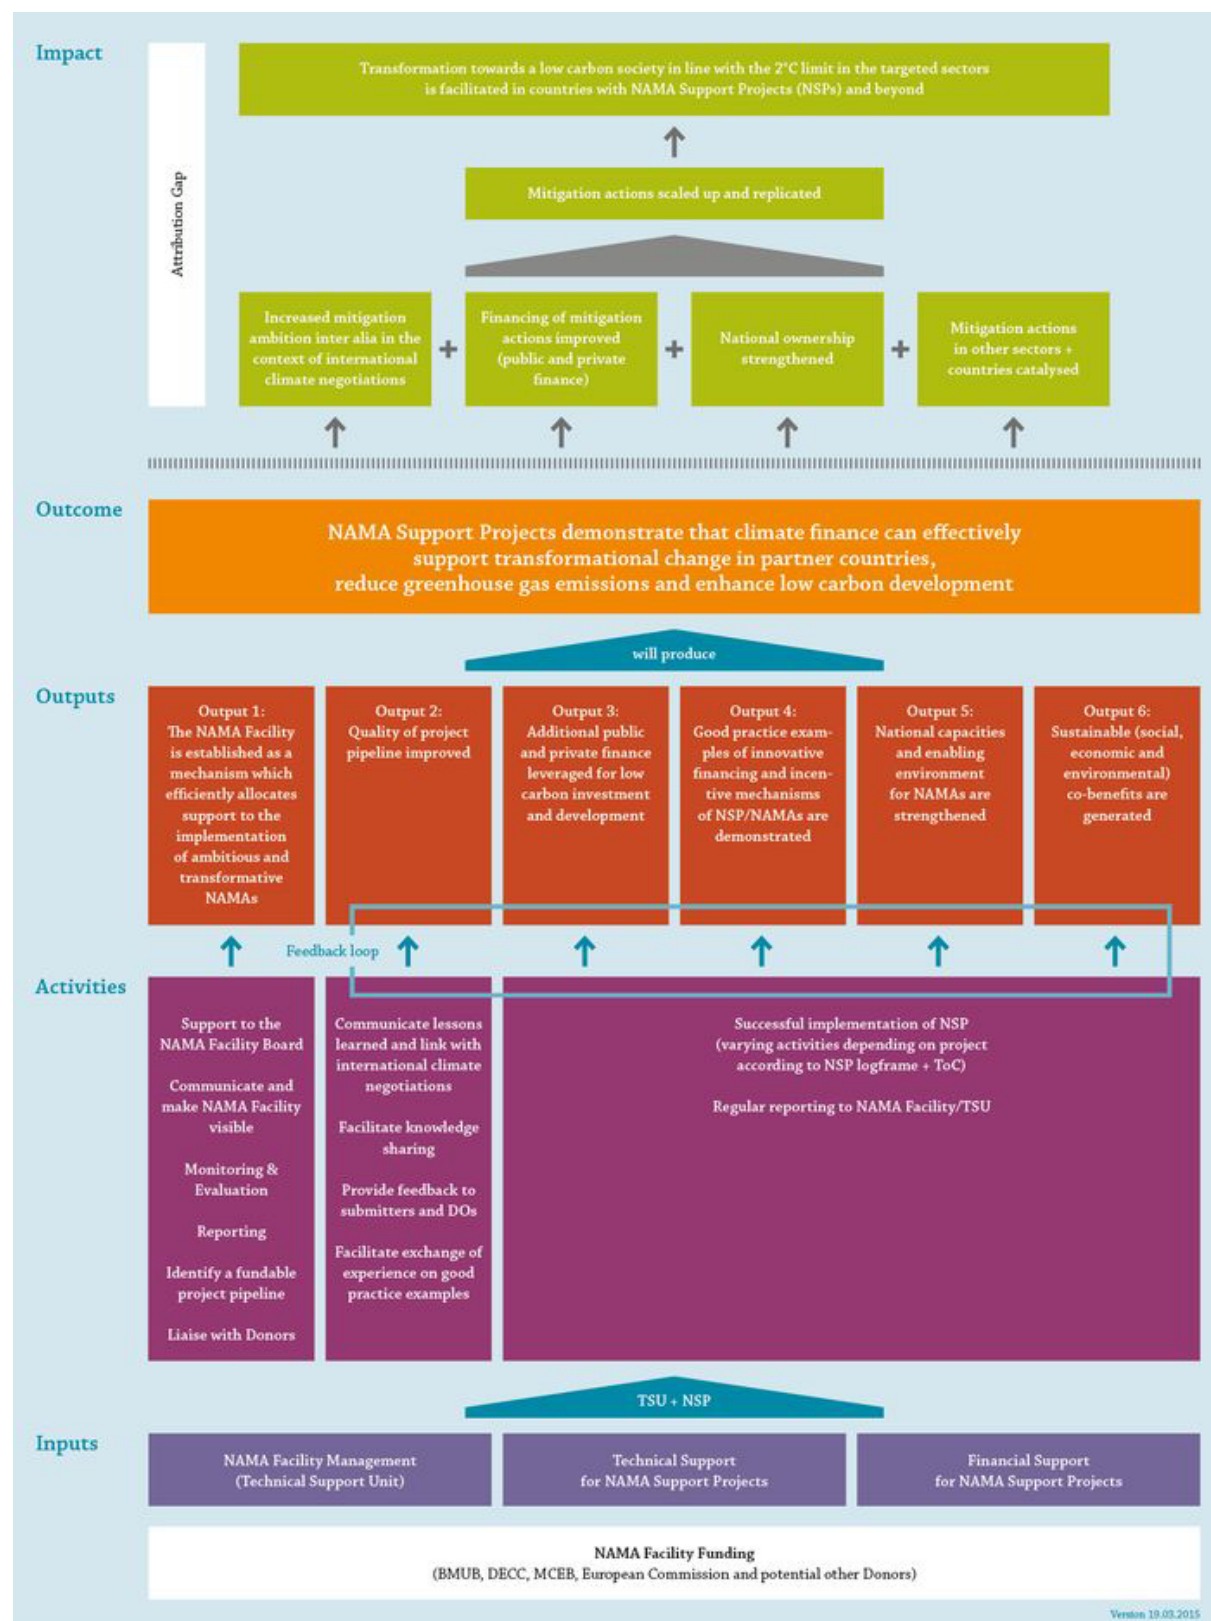 Impact
Transformation towards a low carbon society in line with the 2°C limit in the targeted sectors
is facilitated in countries with NAMA Support Projects (NSPs) and beyond
Attribution Gap
Mitigation actions scaled up and replicated
Increased mitigation
ambition inter alia in the
context of international
climate negotiations
+
Financing of mitigation
actions improved
(public and private
finance)
+
National ownership
strengthened
+
Mitigation actions
in other sectors +
countries catalysed
Outcome
NAMA Support Projects demonstrate that climate finance can effectively
support transformational change in partner countries,
reduce greenhouse gas emissions and enhance low carbon development
will produce
Outputs
Output 1:
The NAMA Facility
is established as a
mechanism which
efficiently allocates
support to the
implementation
of ambitious and
transformative
NAMAs
Output 2:
Quality of project
pipeline improved
Output 3:
Additional public
and private finance
leveraged for low
carbon investment
and development
Output 4:
Good practice exam-
ples of innovative
financing and incen-
tive mechanisms
of NSP/NAMAs are
demonstrated
Output 5:
National capacities
and enabling
environment
for NAMAs are
strengthened
Output 6:
Sustainable (social,
economic and
environmental)
co-benefits are
generated
Feedback loop
Activities
Support to the
NAMA Facility Board
Communicate and
make NAMA Facility
visible
Monitoring &
Evaluation
Reporting
Identify a fundable
project pipeline
Liaise with Donors
Communicate lessons
learned and link with
international climate
negotiations
Facilitate knowledge
sharing
Provide feedback to
submitters and DOs
Facilitate exchange of
experience on good
practice examples
Successful implementation of NSP
(varying activities depending on project
according to NSP logframe + ToC)
Regular reporting to NAMA Facility/TSU
TSU + NSP
Inputs
NAMA Facility Management
(Technical Support Unit)
Technical Support
for NAMA Support Projects
Financial Support
for NAMA Support Projects
NAMA Facility Funding
(BMUB, DECC, MCEB, European Commission and potential other Donors)
Version 19.03.2015